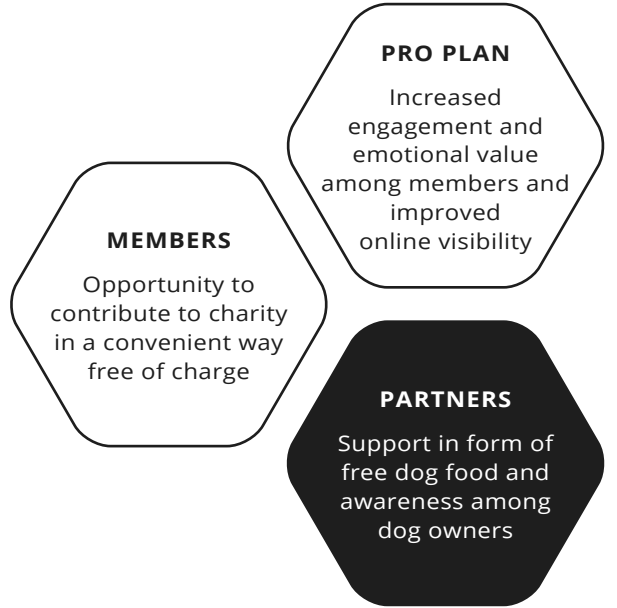 PRO PLAN
Increased
engagement and
emotional value
among members and
improved
online visibility
MEMBERS
Opportunity to
contribute to charity
in a convenient way
free of charge
PARTNERS
Support in form of
free dog food and
awareness among
dog owners